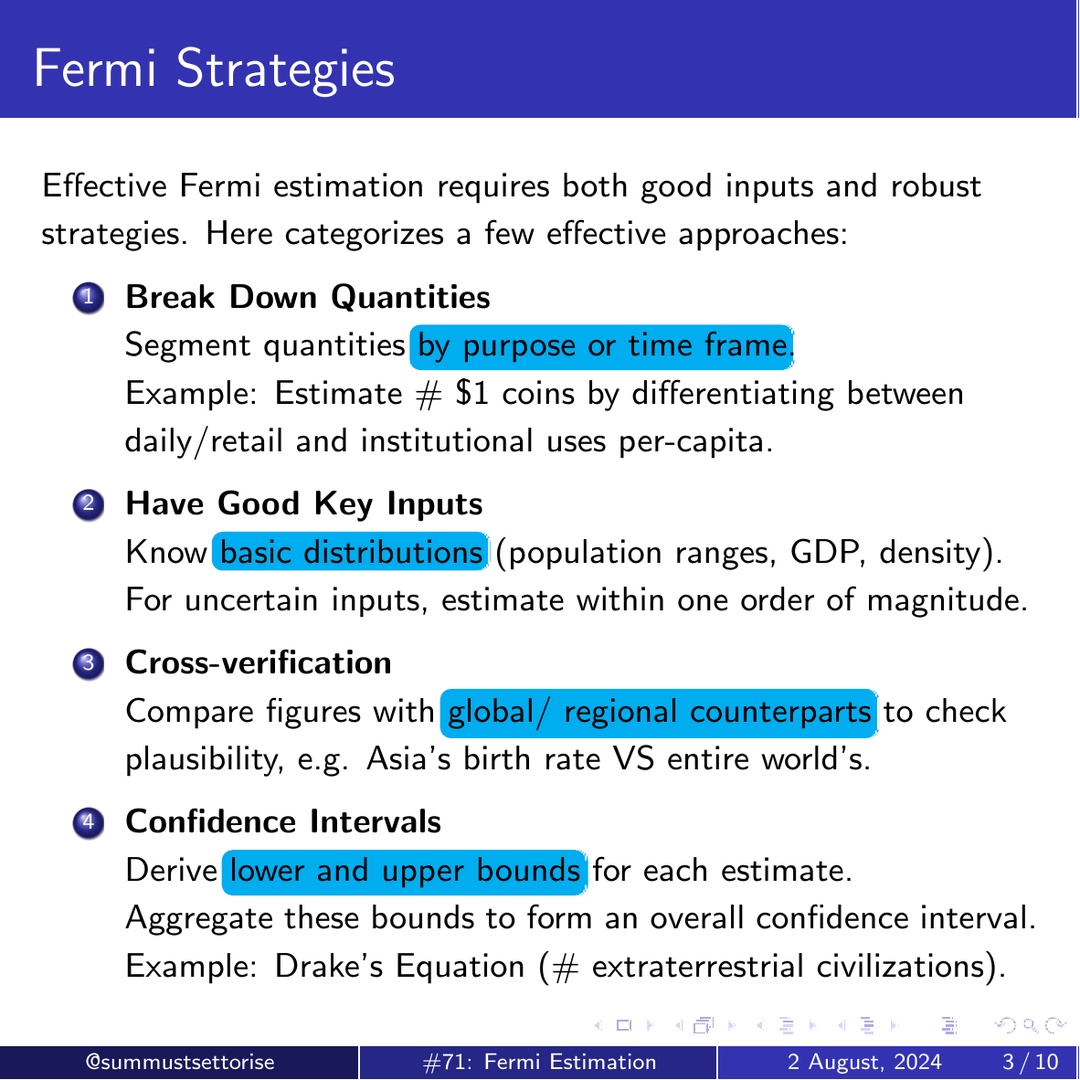 Fermi Strategies
Effective Fermi estimation requires both good inputs and robust
strategies. Here categorizes a few effective approaches:
1 Break Down Quantities
Segment quantities by purpose or time frame.
Example: Estimate # $1 coins by differentiating between
daily/retail and institutional uses per-capita.
2 Have Good Key Inputs
Know basic distributions (population ranges, GDP, density).
For uncertain inputs, estimate within one order of magnitude.
3 Cross-verification
Compare figures with global/ regional counterparts to check
plausibility, e.g. Asia's birth rate VS entire world's.
4 Confidence Intervals
Derive lower and upper bounds for each estimate.
Aggregate these bounds to form an overall confidence interval.
Example: Drake's Equation (# extraterrestrial civilizations).
@summustsettorise #71: Fermi Estimation 2 August, 2024 3 / 10